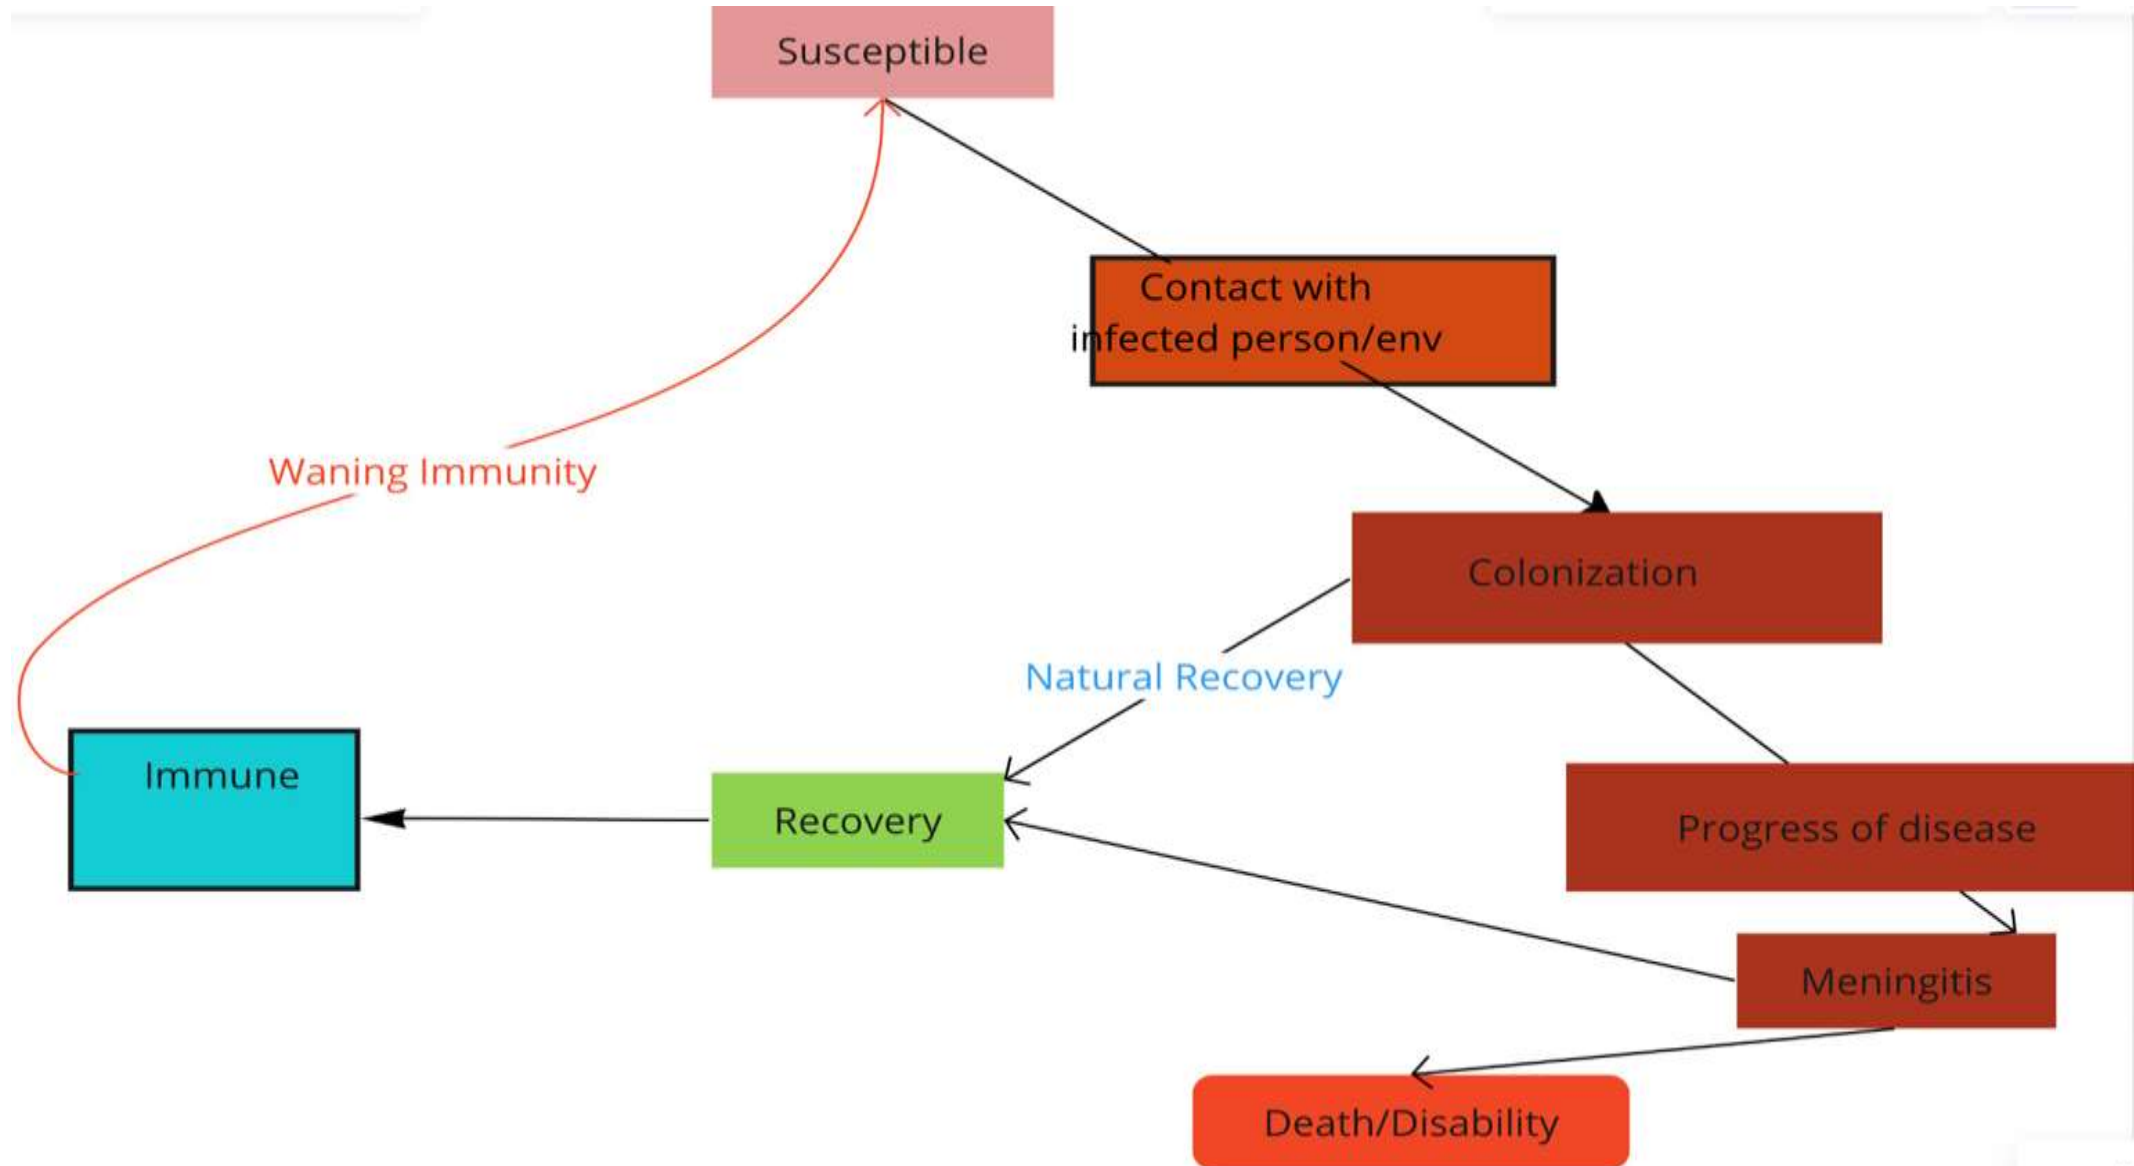 Susceptible
Contact with
infected person/env
Waning Immunity
Colonization
Natural Recovery
Immune
Recovery
Progress of disease
Meningitis
Death/Disability